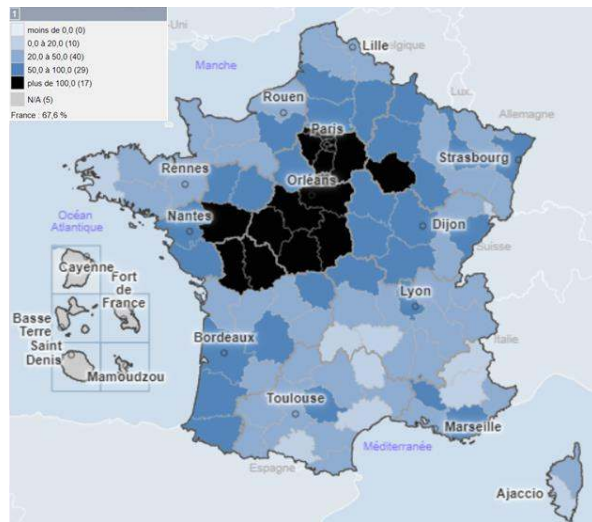 T
moins de 0,0 (0)
0,0 à 20,0 (10)
20,0 à 50,0 (40)
50,0 à 100,0 (29)
plus de 100,0 (17)
N/A (5)
France : 67,6 %
Lille
Belgique
Manche
Lux.
Rouen
Allemagne
Paris
Strasbourg
Rennes
Orléans
Océan
Atlantique
Nantes
Dijon
Suisse
Cayenne
Fort
de
France
Lyon
Basse
Terre
Bordeaux
Italie
Saint
Denis
Mamoudzou
Toulouse
Marseille
Méditerranée
Espagne
Ajaccio